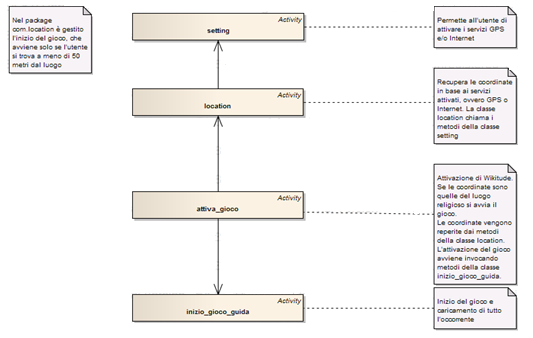 Nel package
com.location è gestito
l'inizio del gioco, che
avviene solo se l'utente
si trova a meno di 50
metri dal luogo
Activity
setting
Permette all'utente di
attivare i servizi GPS
e/o Internet
Activity
location
Recupera le coordinate
in base ai servizi
attivati, ovvero GPS o
Internet. La classe
location chiama i
metodi della classe
setting
Activity
attiva_gioco
Attivazione di Wikitude.
Se le coordinate sono
quelle del luogo
religioso si avvia il
gioco.
Le coordinate vengono
reperite dai metodi
della classe location.
L'attivazione del gioco
avviene invocando
metodi della classe
inizio_gioco_guida.
Activity
inizio_gioco_guida
Inizio del gioco e
caricamento di tutto
l'occorrente